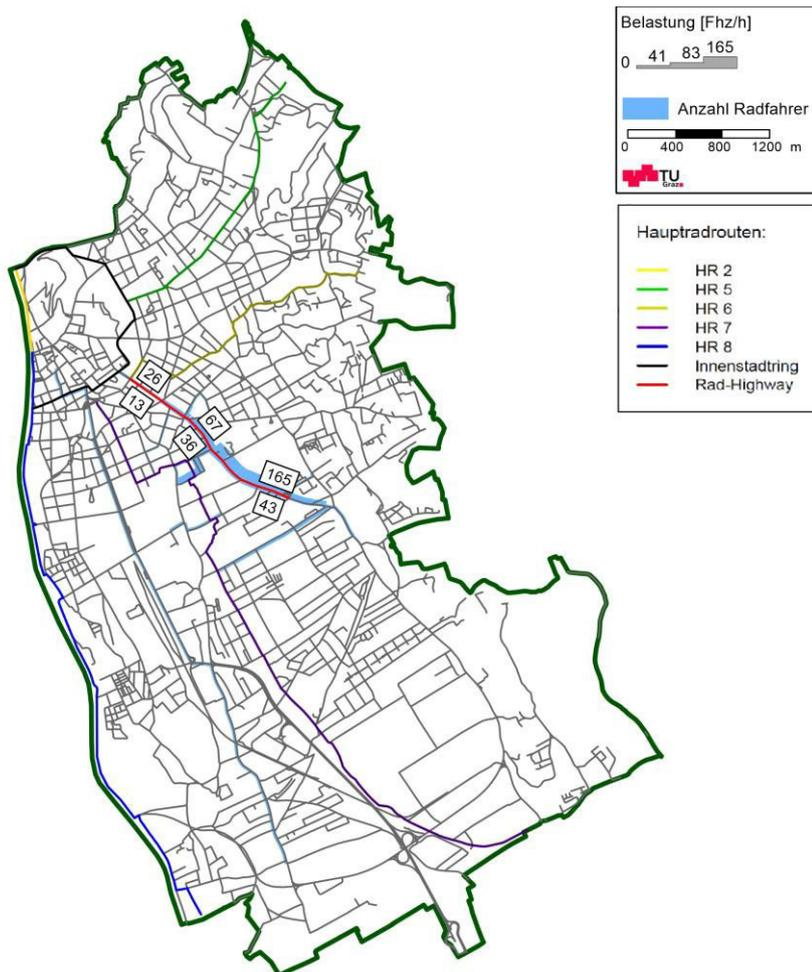 Belastung [Fhz/h]
0 41 83 165
Anzahl Radfahrer
0 400 800 1200 m
TU
Graz
Hauptradrouten:
HR 2
HR 5
HR 6
HR 7
HR 8
Innenstadtring
Rad-Highway
26
13
67
36
165
43